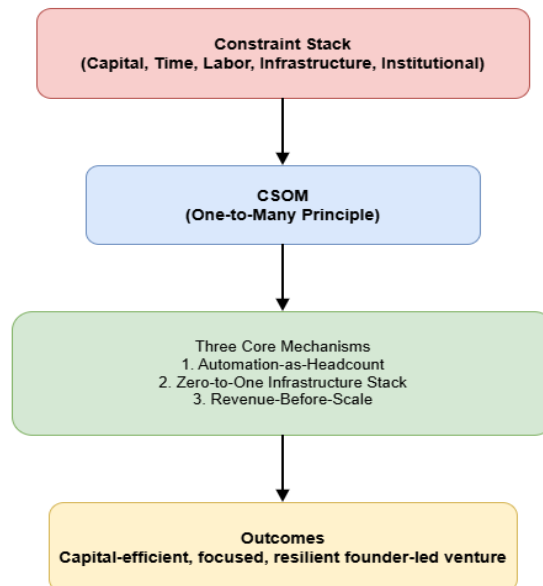 Constraint Stack
(Capital, Time, Labor, Infrastructure, Institutional)
CSOM
(One-to-Many Principle)
Three Core Mechanisms
1. Automation-as-Headcount
2. Zero-to-One Infrastructure Stack
3. Revenue-Before-Scale
Outcomes
Capital-efficient, focused, resilient founder-led venture